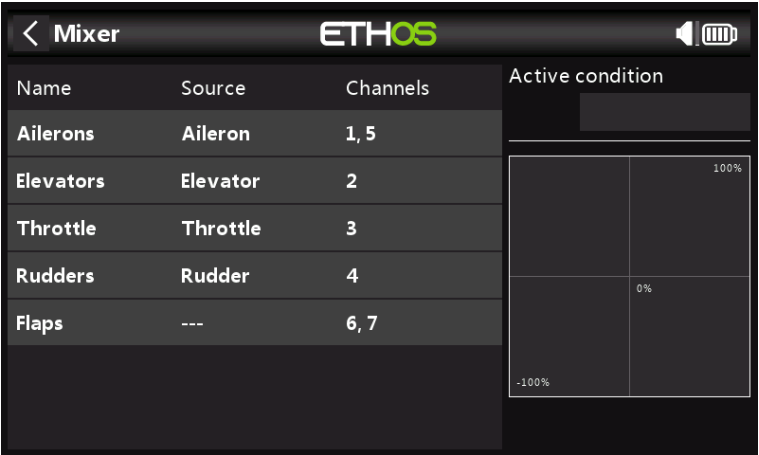 Mixer
ETHOS
Name Source Channels
Ailerons Aileron 1, 5
Elevators Elevator 2
Throttle Throttle 3
Rudders Rudder 4
Flaps --- 6, 7
Active condition
100%
0%
-100%